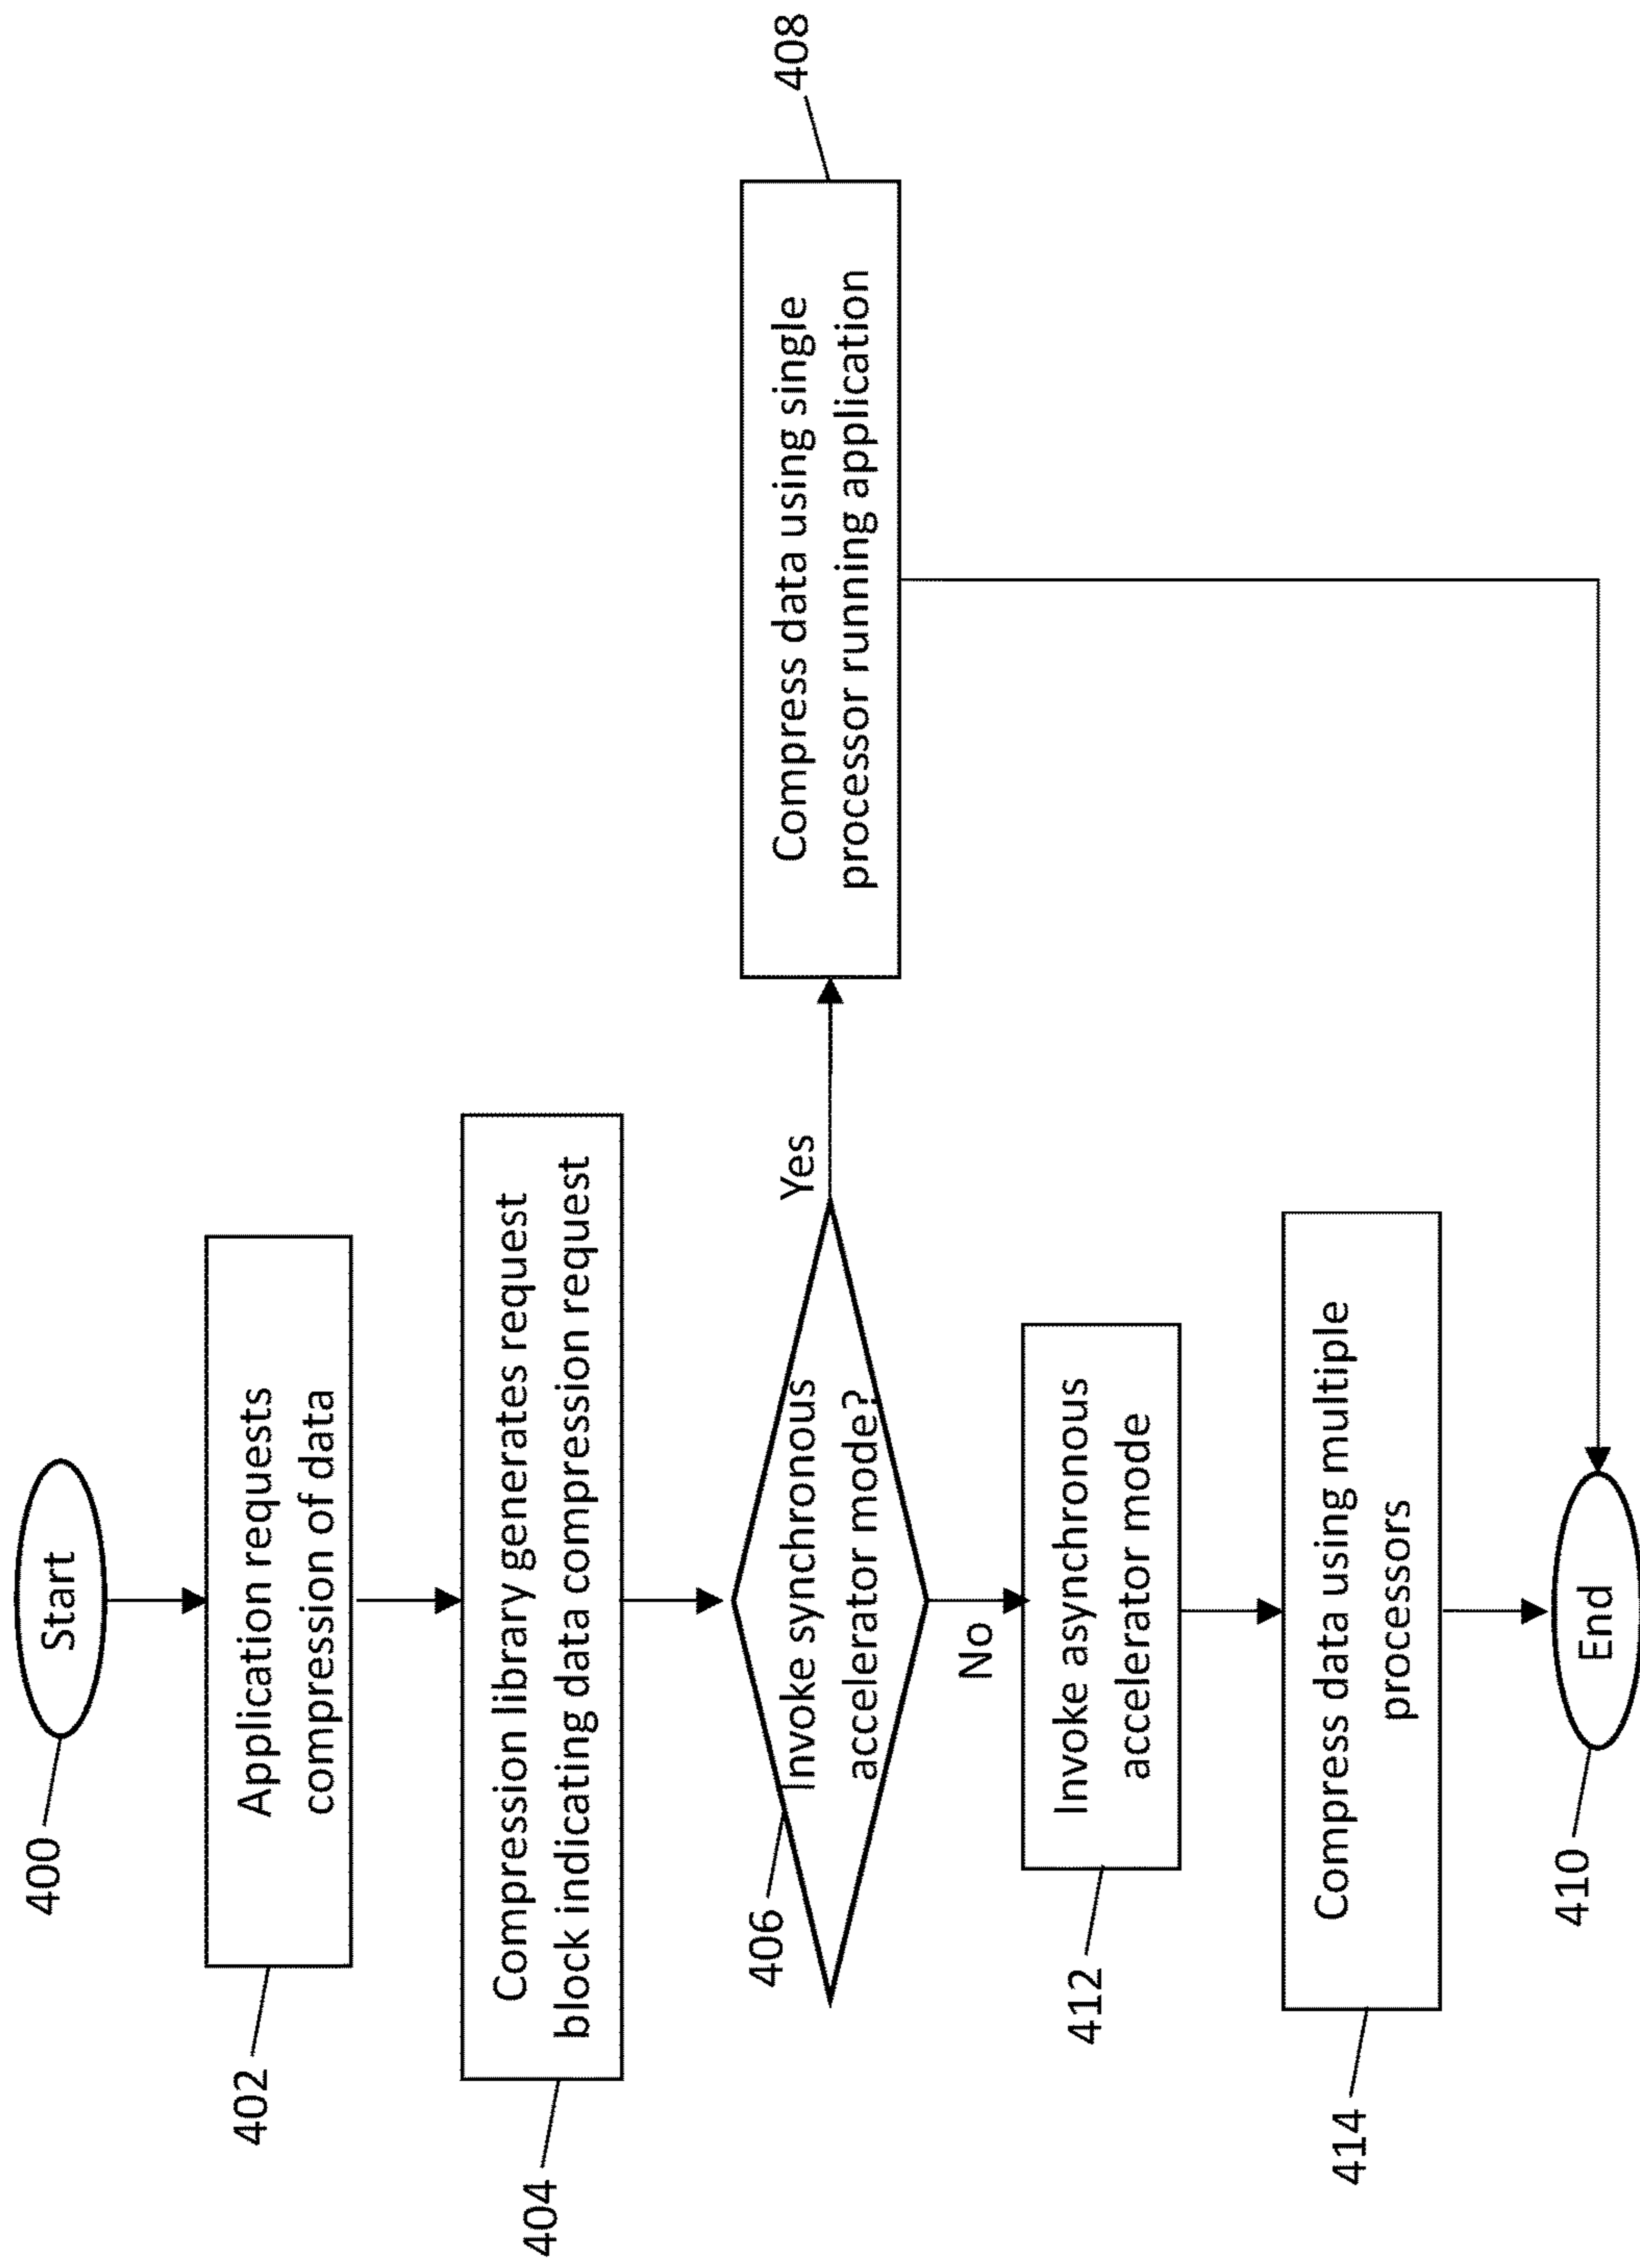 Start
400
Application requests
compression of data
402
Compression library generates request
block indicating data compression request
404
Invoke synchronous
accelerator mode?
406
Yes
Compress data using single
processor running application
408
No
Invoke asynchronous
accelerator mode
412
Compress data using multiple
processors
414
End
410